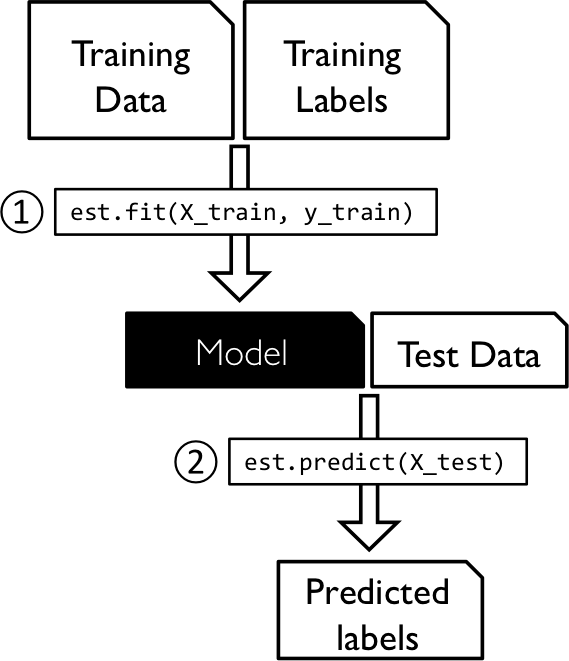 Training
Data
Training
Labels
① est.fit(X_train, y_train)
Model
Test Data
② est.predict(X_test)
Predicted
labels